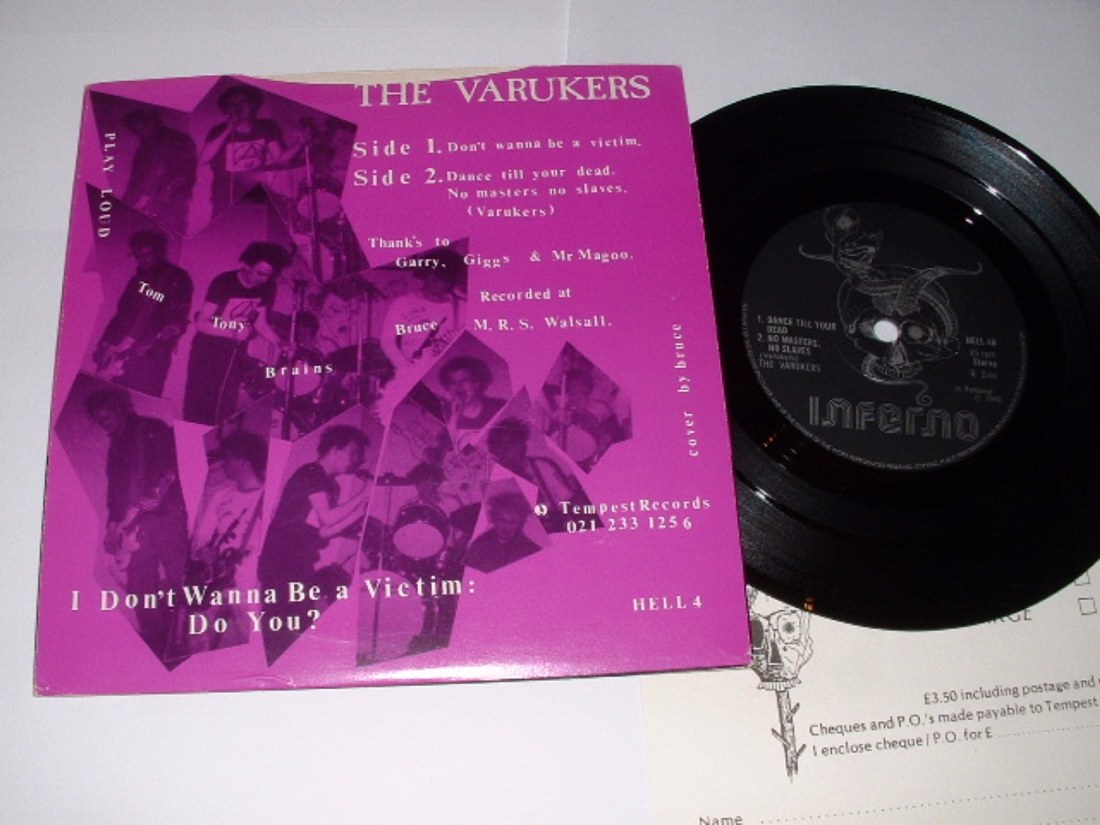 THE VARUKERS
Side 1. Don't wanna be a victim.
Side 2. Dance till your dead.
No masters no slaves.
(Varukers)
Thank's to
Garry, Giggs & Mr Magoo.
Recorded at
M.R.S. Walsall.
PLAY LOUD
Tom
Tony
Bruce
Brains
cover by bruce
Tempest Records
021 233 1256
I Don't Wanna Be a Victim:
Do You?
HELL 4
1. DANCE TILL YOUR
DEAD
2. NO MASTERS,
NO SLAVES
(Varukers)
THE VARUKERS
HELL 4B
45 rpm
B Side
INFERNO
£3.50 including postage and
Cheques and P.O.'s made payable to Tempest
I enclose cheque / P.O. for £
Name